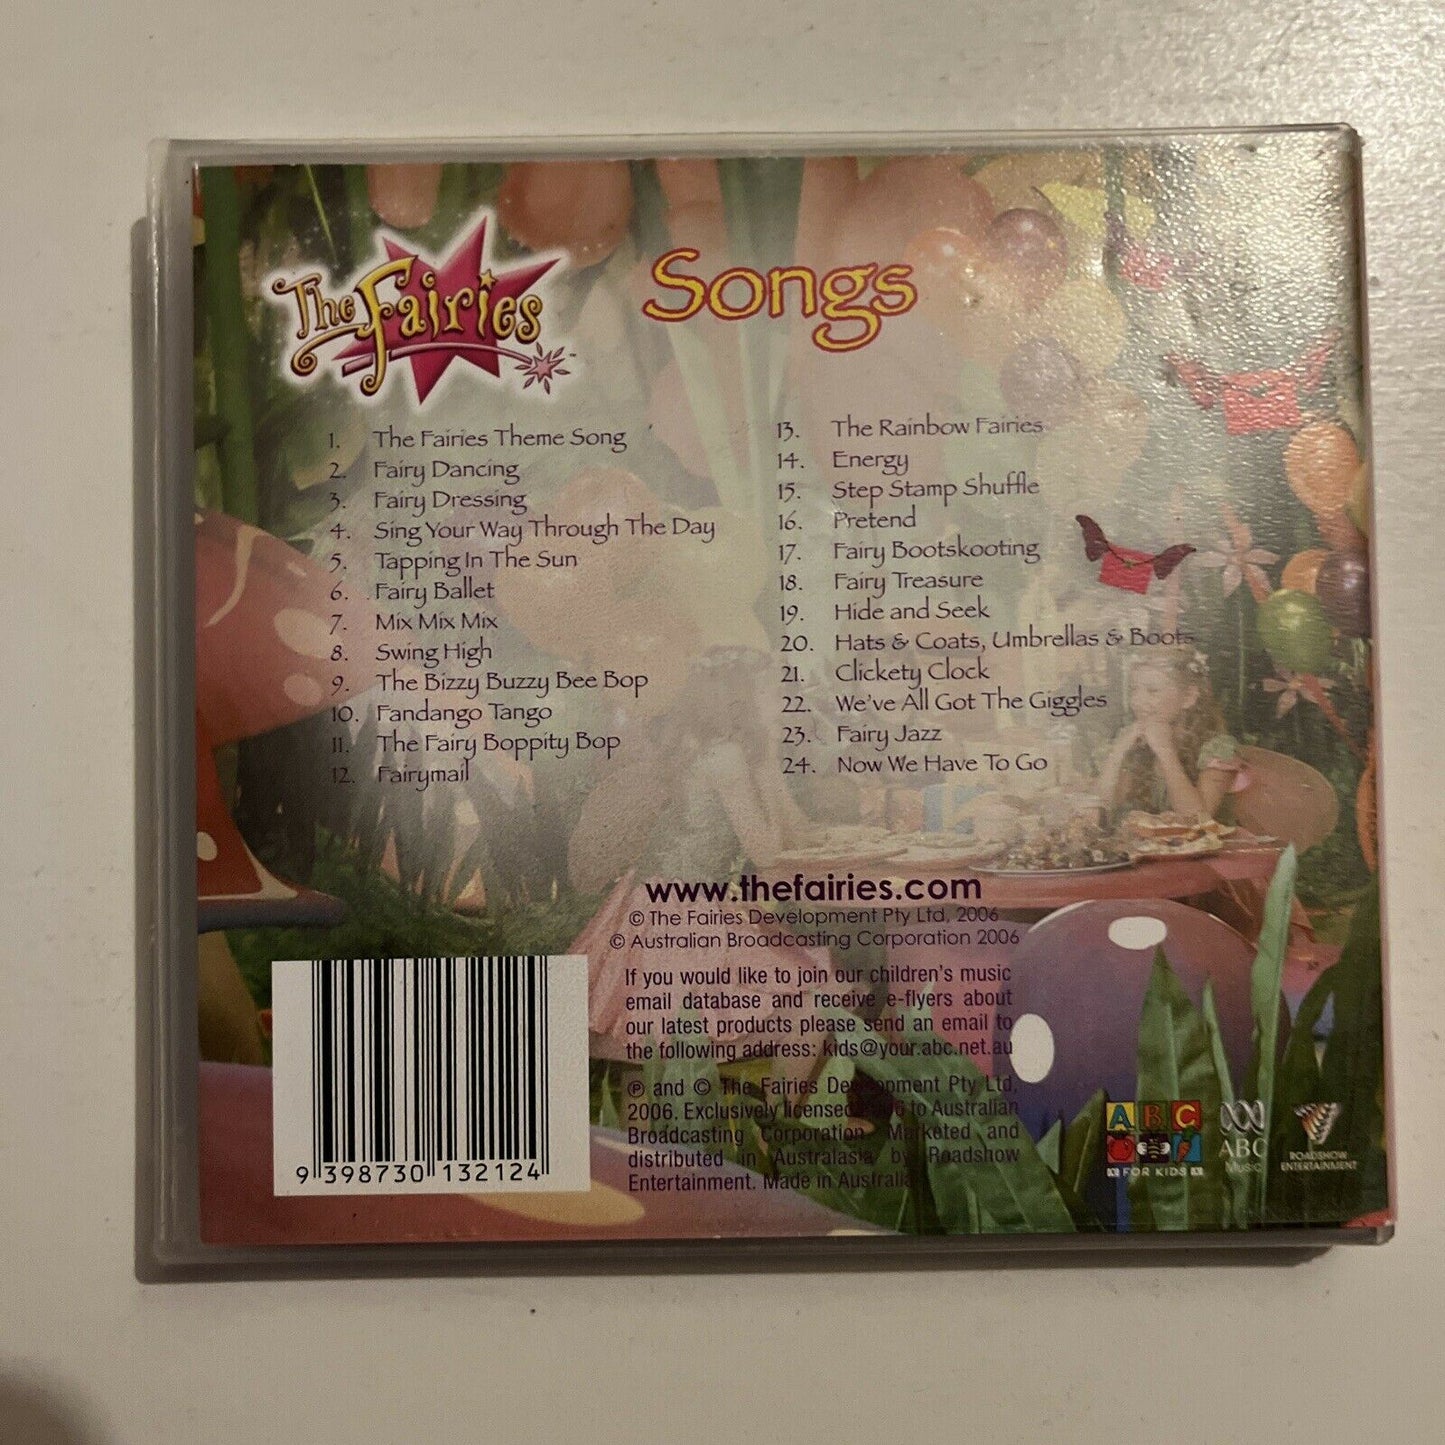 The Fairies
Songs
1. The Fairies Theme Song
2. Fairy Dancing
3. Fairy Dressing
4. Sing Your Way Through The Day
5. Tapping In The Sun
6. Fairy Ballet
7. Mix Mix Mix
8. Swing High
9. The Bizzy Buzzy Bee Bop
10. Fandango Tango
11. The Fairy Boppity Bop
12. Fairymail
13. The Rainbow Fairies
14. Energy
15. Step Stamp Shuffle
16. Pretend
17. Fairy Bootskooting
18. Fairy Treasure
19. Hide and Seek
20. Hats & Coats, Umbrellas & Boots
21. Clickety Clock
22. We've All Got The Giggles
23. Fairy Jazz
24. Now We Have To Go
www.thefairies.com
© The Fairies Development Pty Ltd, 2006
© Australian Broadcasting Corporation 2006
If you would like to join our children's music
email database and receive e-flyers about
our latest products please send an email to
the following address: kids@your.abc.net.au
℗ and © The Fairies Development Pty Ltd,
2006. Exclusively licensed 2006 to Australian
Broadcasting Corporation. Marketed and
distributed in Australasia by Roadshow
Entertainment. Made in Australia
9 398730 132124
ABC
FOR KIDS
ABC
Music
ROADSHOW
ENTERTAINMENT